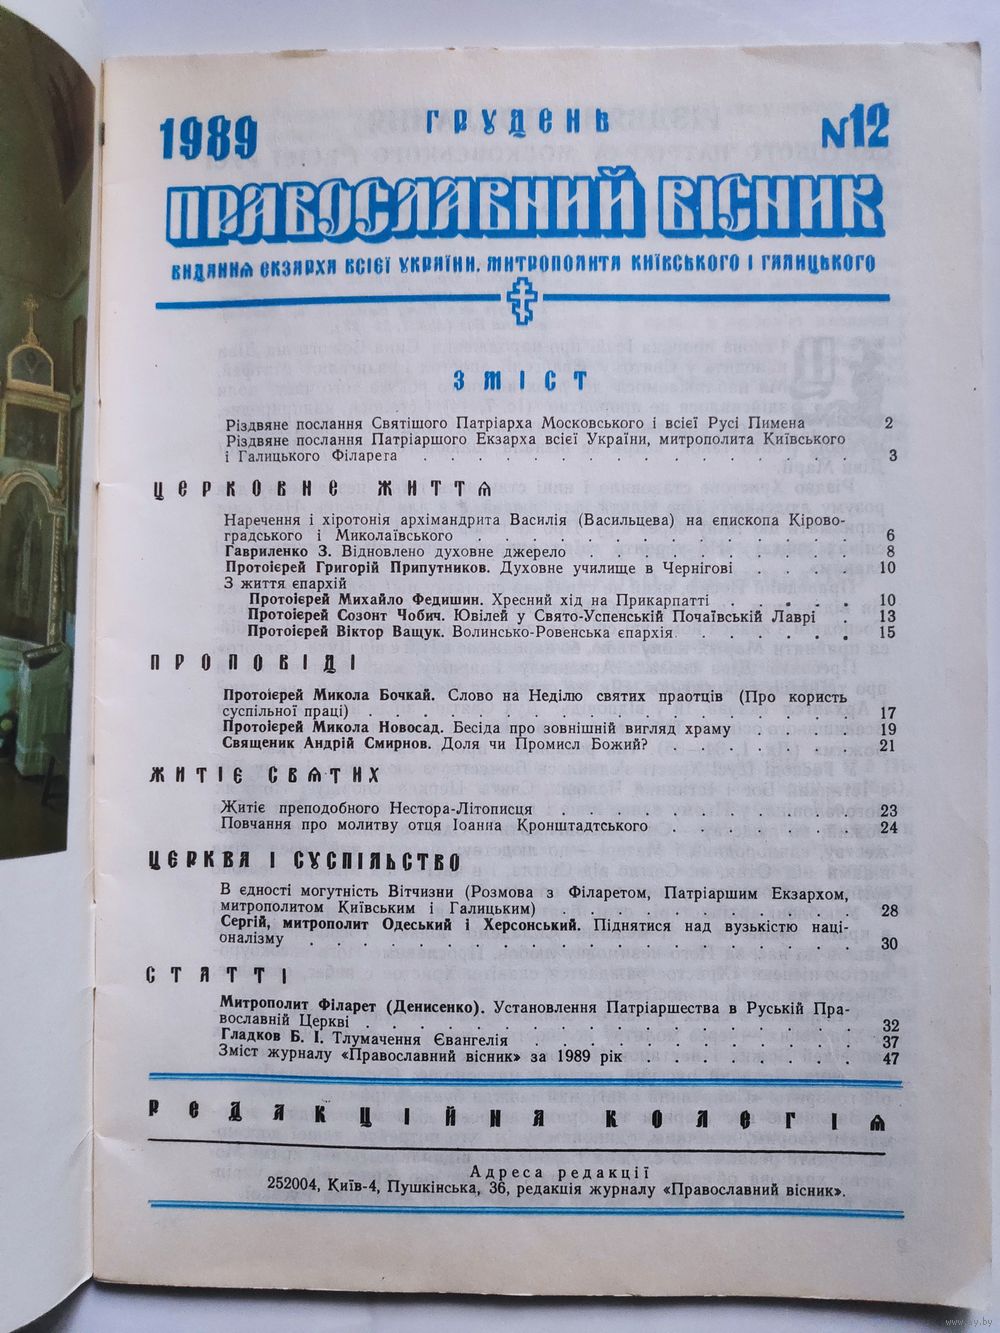 1989
ГРУДЕНЬ
№12
ПРАВОСЛАВНИЙ ВІСНИК
ВИДАННЯ ЕКЗАРХА ВСІЄЇ УКРАЇНИ, МИТРОПОЛИТА КИЇВСЬКОГО І ГАЛИЦЬКОГО
ЗМІСТ
Різдвяне послання Святішого Патріарха Московського і всієї Русі Пимена 2
Різдвяне послання Патріаршого Екзарха всієї України, митрополита Київського
і Галицького Філарета . . . . . . . . . . . . . . 3
ЦЕРКОВНЕ ЖИТТЯ
Наречення і хіротонія архімандрита Василія (Васильцева) на єпископа Кірово-
градського і Миколаївського . . . . . . . . . . . . 6
Гавриленко З. Відновлено духовне джерело . . . . . . . . 8
Протоієрей Григорій Припутников. Духовне училище в Чернігові . . . . 10
З життя єпархій
Протоієрей Михайло Федишин. Хресний хід на Прикарпатті . . . . . 10
Протоієрей Созонт Чобич. Ювілей у Свято-Успенській Почаївській Лаврі 13
Протоієрей Віктор Ващук. Волинсько-Ровенська єпархія . . . . . 15
ПРОПОВІДІ
Протоієрей Микола Бочкай. Слово на Неділю святих праотців (Про користь
суспільної праці) . . . . . . . . . . . . . . . 17
Протоієрей Микола Новосад. Бесіда про зовнішній вигляд храму . . . . 19
Священик Андрій Смирнов. Доля чи Промисл Божий? . . . . . . 21
ЖИТІЄ СВЯТИХ
Житіє преподобного Нестора-Літописця . . . . . . . . . 23
Повчання про молитву отця Іоанна Кронштадтського . . . . . . 24
ЦЕРКВА І СУСПІЛЬСТВО
В єдності могутність Вітчизни (Розмова з Філаретом, Патріаршим Екзархом,
митрополитом Київським і Галицьким) . . . . . . . . . . 28
Сергій, митрополит Одеський і Херсонський. Піднятися над вузькістю наці-
оналізму . . . . . . . . . . . . . . . . . 30
СТАТТІ
Митрополит Філарет (Денисенко). Установлення Патріаршества в Руській Пра-
вославній Церкві . . . . . . . . . . . . . . . 32
Гладков Б. І. Тлумачення Євангелія . . . . . . . . . . 37
Зміст журналу «Православний вісник» за 1989 рік . . . . . . . 47
РЕДАКЦІЙНА КОЛЕГІЯ
Адреса редакції
252004, Київ-4, Пушкінська, 36, редакція журналу «Православний вісник».
www.ay.by